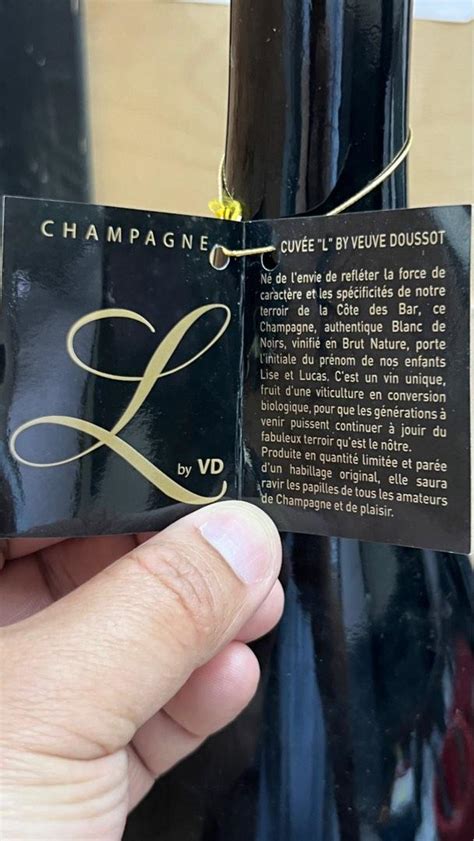 CHAMPAGNE
L
by VD
CUVÉE "L" BY VEUVE DOUSSOT
Né de l'envie de refléter la force de
caractère et les spécificités de notre
terroir de la Côte des Bar, ce
Champagne, authentique Blanc de
Noirs, vinifié en Brut Nature, porte
l'initiale du prénom de nos enfants
Lise et Lucas. C'est un vin unique,
fruit d'une viticulture en conversion
biologique, pour que les générations à
venir puissent continuer à jouir du
fabuleux terroir qu'est le nôtre.
Produite en quantité limitée et parée
d'un habillage original, elle saura
ravir les papilles de tous les amateurs
de Champagne et de plaisir.